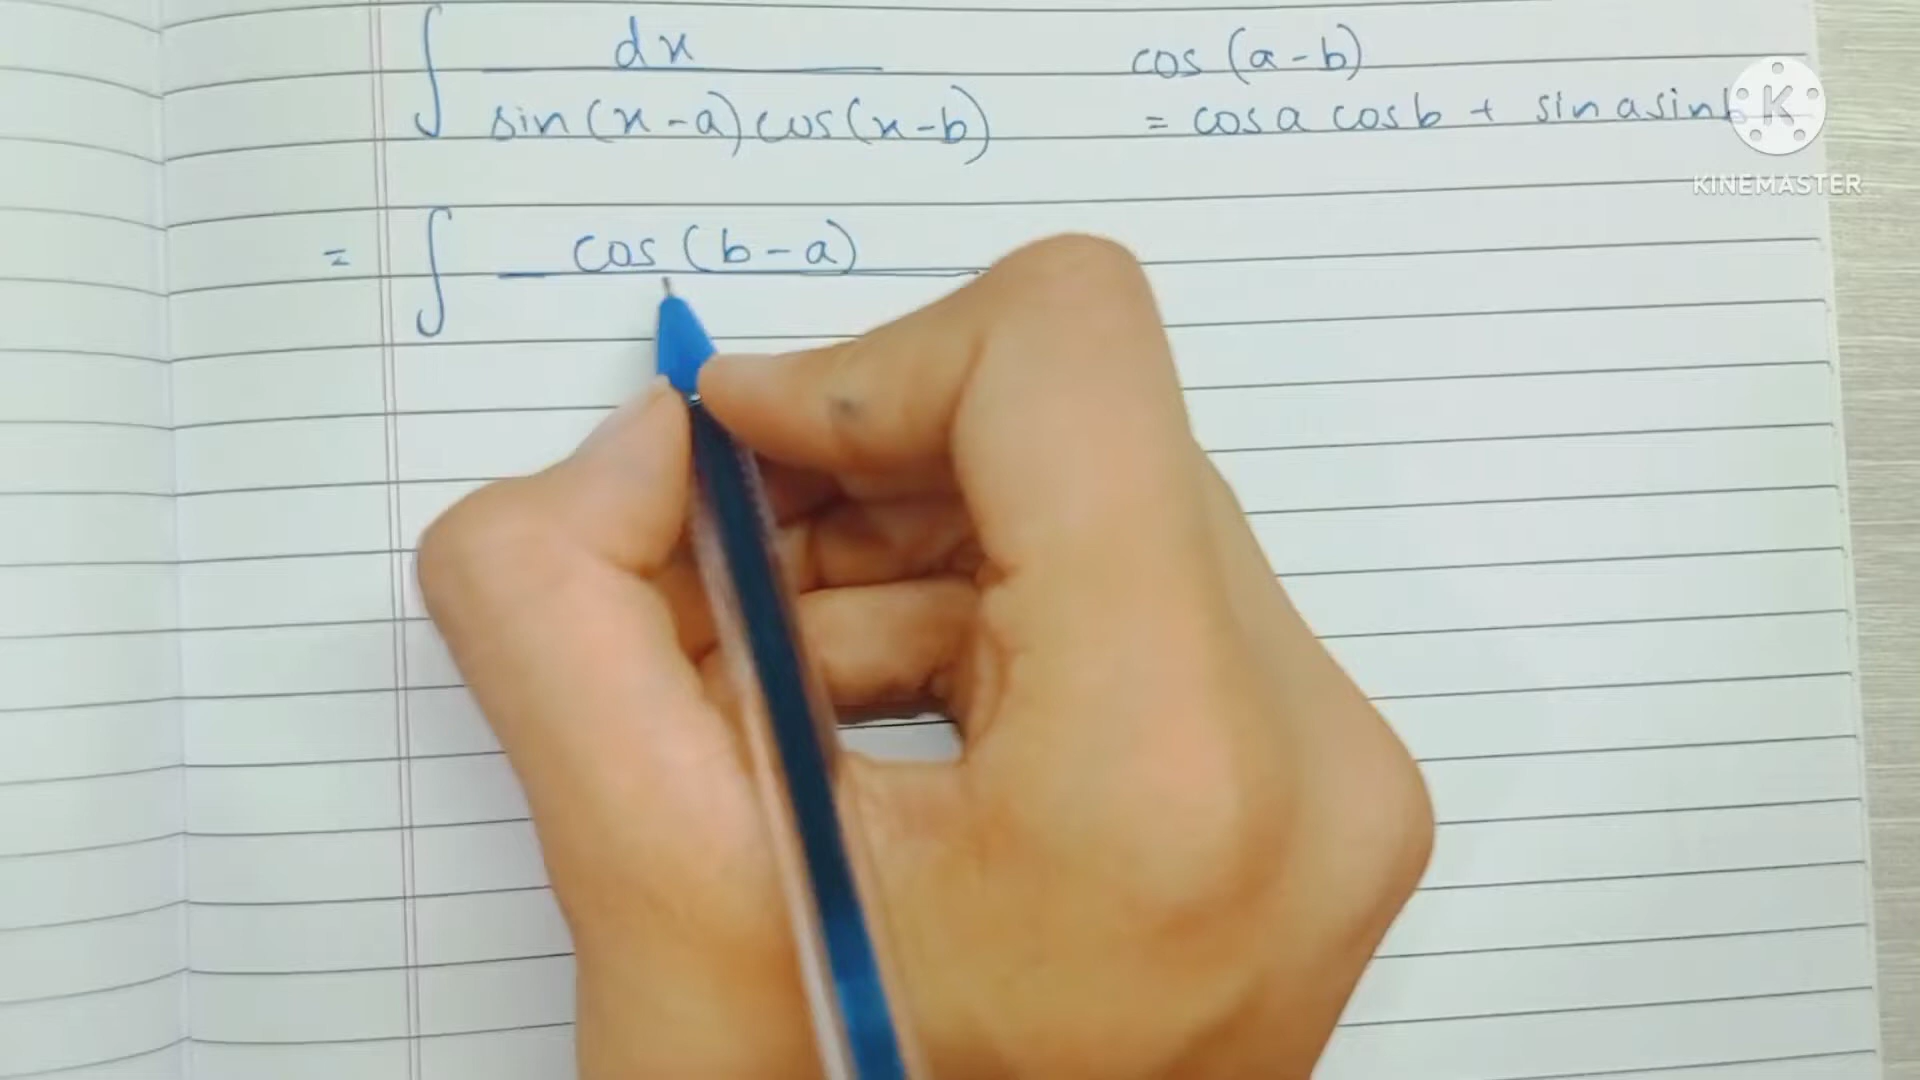 ∫ dx / sin(x-a) cos(x-b)
cos (a-b)
= cos a cos b + sin a sin b
= ∫ cos (b-a) /
K
KINEMASTER